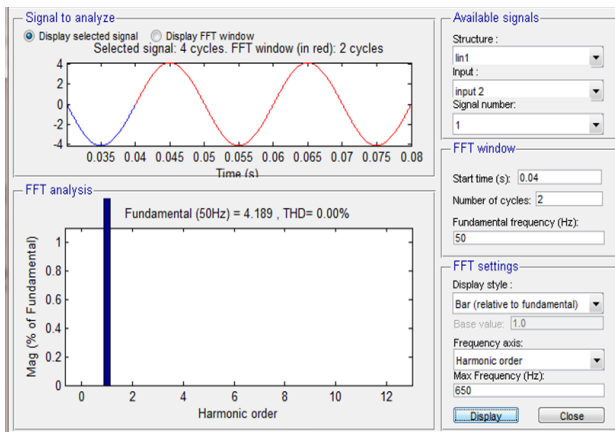 Signal to analyze
Display selected signal Display FFT window
Selected signal: 4 cycles. FFT window (in red): 2 cycles
4
2
0
-2
-4
0.035 0.04 0.045 0.05 0.055 0.06 0.065 0.07 0.075 0.08
Time (s)
FFT analysis
Fundamental (50Hz) = 4.189 , THD= 0.00%
1
0.8
0.6
0.4
0.2
0
Mag (% of Fundamental)
0 2 4 6 8 10 12
Harmonic order
Available signals
Structure :
lin1
Input :
input 2
Signal number:
1
FFT window
Start time (s): 0.04
Number of cycles: 2
Fundamental frequency (Hz):
50
FFT settings
Display style :
Bar (relative to fundamental)
Base value: 1.0
Frequency axis:
Harmonic order
Max Frequency (Hz):
650
Display Close